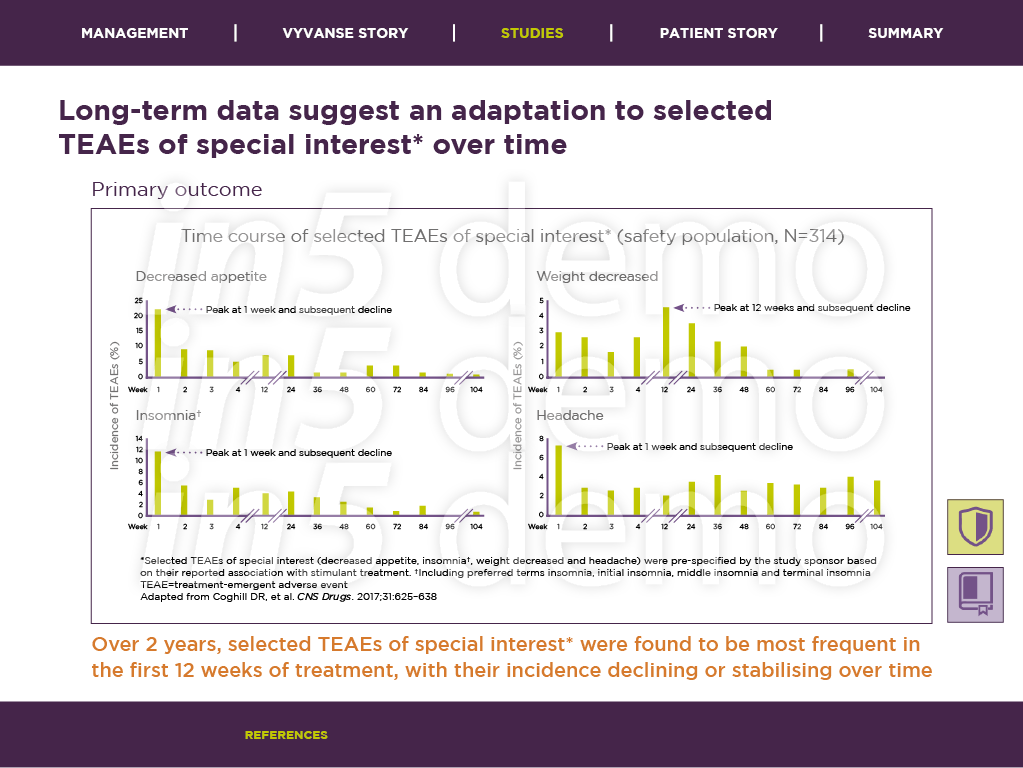 MANAGEMENT | VYVANSE STORY | STUDIES | PATIENT STORY | SUMMARY
Long-term data suggest an adaptation to selected
TEAEs of special interest* over time
Primary outcome
in5 demo
in5 demo
in5 demo
Time course of selected TEAEs of special interest* (safety population, N=314)
Decreased appetite
25
20
15
10
5
0
Peak at 1 week and subsequent decline
Week 1 2 3 4 12 24 36 48 60 72 84 96 104
Weight decreased
5
4
3
2
1
0
Peak at 12 weeks and subsequent decline
Week 1 2 3 4 12 24 36 48 60 72 84 96 104
Incidence of TEAEs (%)
Incidence of TEAEs (%)
Insomnia†
14
12
10
8
6
4
2
0
Peak at 1 week and subsequent decline
Week 1 2 3 4 12 24 36 48 60 72 84 96 104
Headache
8
6
4
2
0
Peak at 1 week and subsequent decline
Week 1 2 3 4 12 24 36 48 60 72 84 96 104
*Selected TEAEs of special interest (decreased appetite, insomnia†, weight decreased and headache) were pre-specified by the study sponsor based
on their reported association with stimulant treatment. †Including preferred terms insomnia, initial insomnia, middle insomnia and terminal insomnia
TEAE=treatment-emergent adverse event
Adapted from Coghill DR, et al. CNS Drugs. 2017;31:625–638
Over 2 years, selected TEAEs of special interest* were found to be most frequent in
the first 12 weeks of treatment, with their incidence declining or stabilising over time
REFERENCES